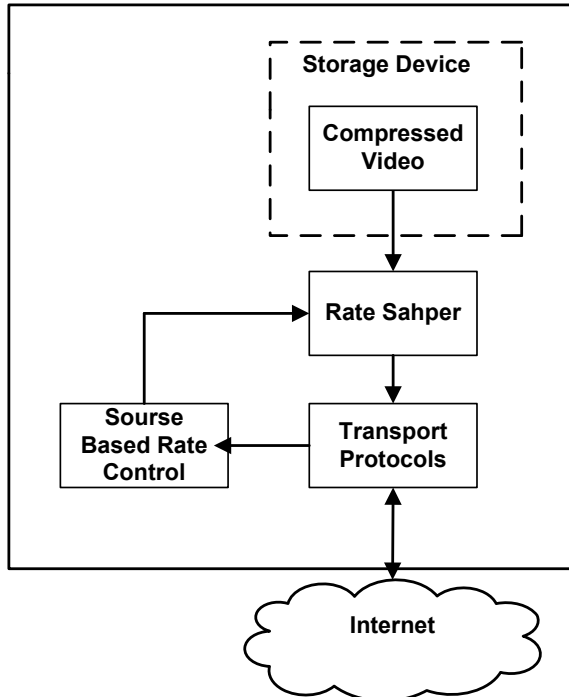 Storage Device
Compressed
Video
Rate Sahper
Sourse
Based Rate
Control
Transport
Protocols
Internet